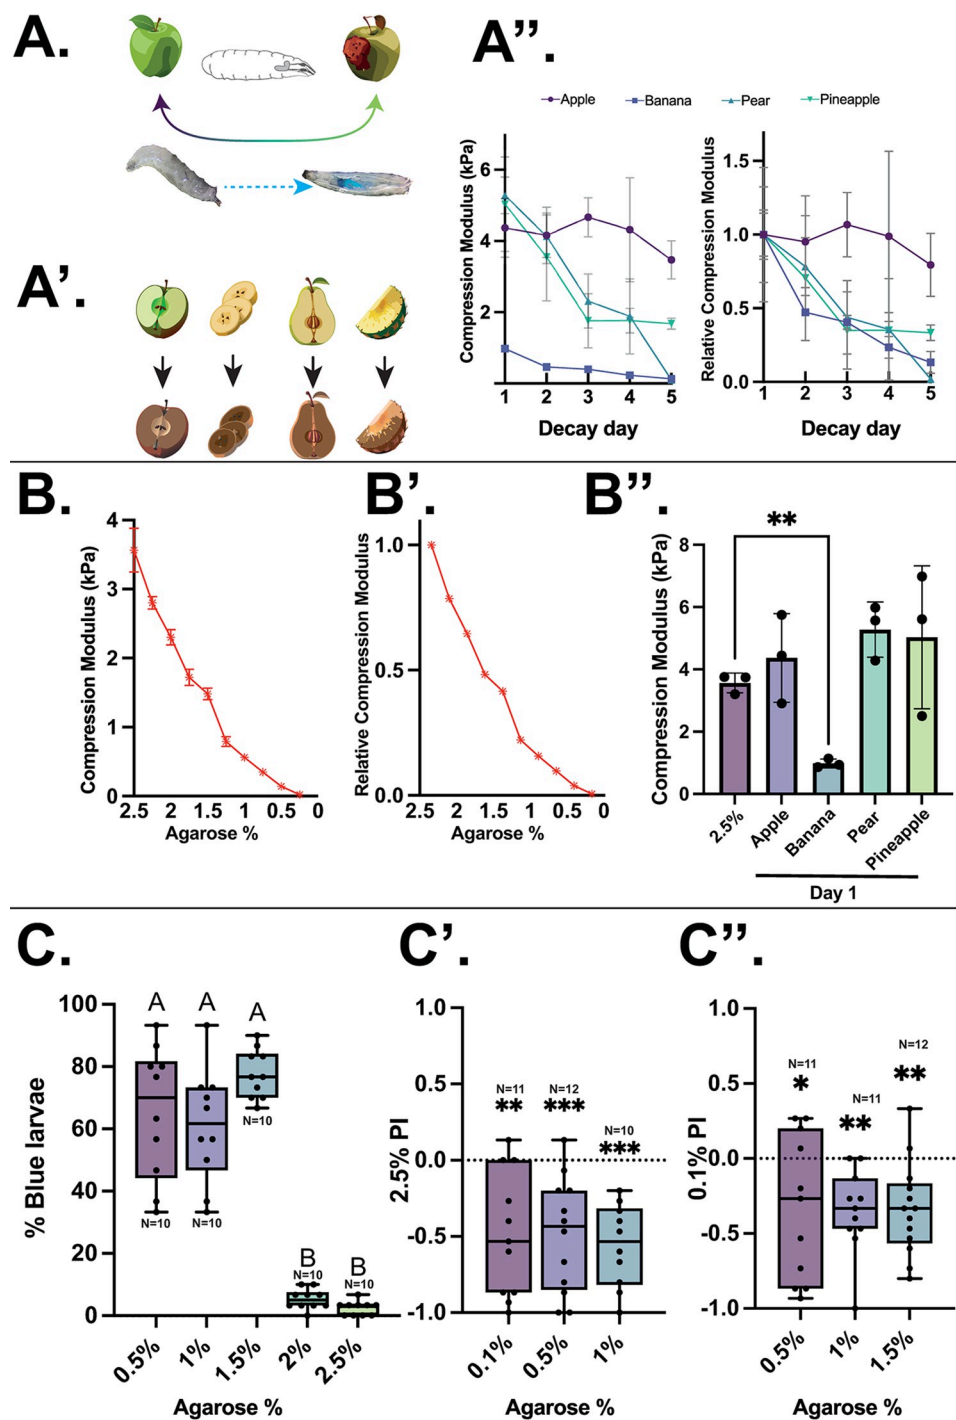 A.
A''.
Apple Banana Pear Pineapple
Compression Modulus (kPa)
6
4
2
1 2 3 4 5
Decay day
Relative Compression Modulus
1.5
1.0
0.5
0.0
1 2 3 4 5
Decay day
A'.
B.
Compression Modulus (kPa)
4
3
2
1
0
2.5 2 1.5 1 0.5 0
Agarose %
B'.
Relative Compression Modulus
1.0
0.5
0.0
2.5 2 1.5 1 0.5 0
Agarose %
B''.
Compression Modulus (kPa)
**
8
6
4
2
0
2.5% Apple Banana Pear Pineapple
Day 1
C.
% Blue larvae
100
80
60
40
20
0
A A A B B
N=10 N=10 N=10 N=10 N=10
0.5% 1% 1.5% 2% 2.5%
Agarose %
C'.
2.5% PI
1.0
0.5
0.0
-0.5
-1.0
N=11 N=12 N=10
** *** ***
0.1% 0.5% 1%
Agarose %
C''.
0.1% PI
1.0
0.5
0.0
-0.5
-1.0
N=11 N=11 N=12
* ** **
0.5% 1% 1.5%
Agarose %